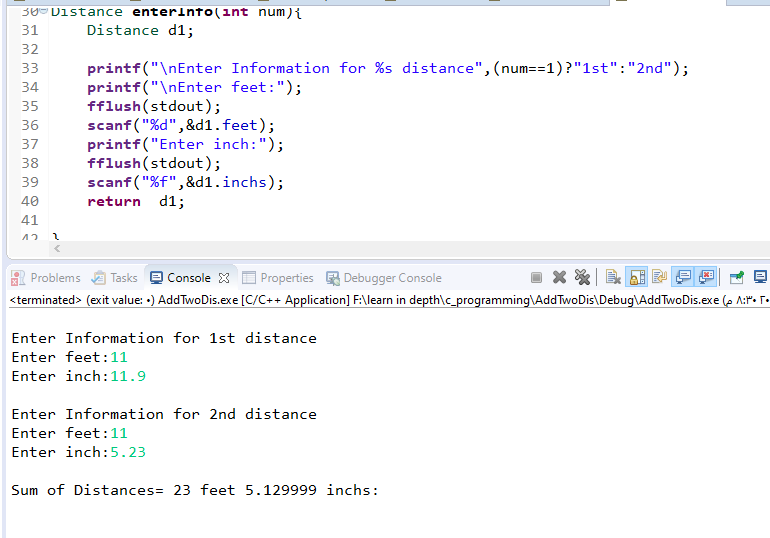 30 Distance enterInfo(int num){
31 Distance d1;
32
33 printf("\nEnter Information for %s distance",(num==1)?"1st":"2nd");
34 printf("\nEnter feet:");
35 fflush(stdout);
36 scanf("%d",&d1.feet);
37 printf("Enter inch:");
38 fflush(stdout);
39 scanf("%f",&d1.inchs);
40 return d1;
41
42 }
Problems Tasks Console Properties Debugger Console
<terminated> (exit value: ٠) AddTwoDis.exe [C/C++ Application] F:\learn in depth\c_programming\AddTwoDis\Debug\AddTwoDis.exe
Enter Information for 1st distance
Enter feet:11
Enter inch:11.9
Enter Information for 2nd distance
Enter feet:11
Enter inch:5.23
Sum of Distances= 23 feet 5.129999 inchs: